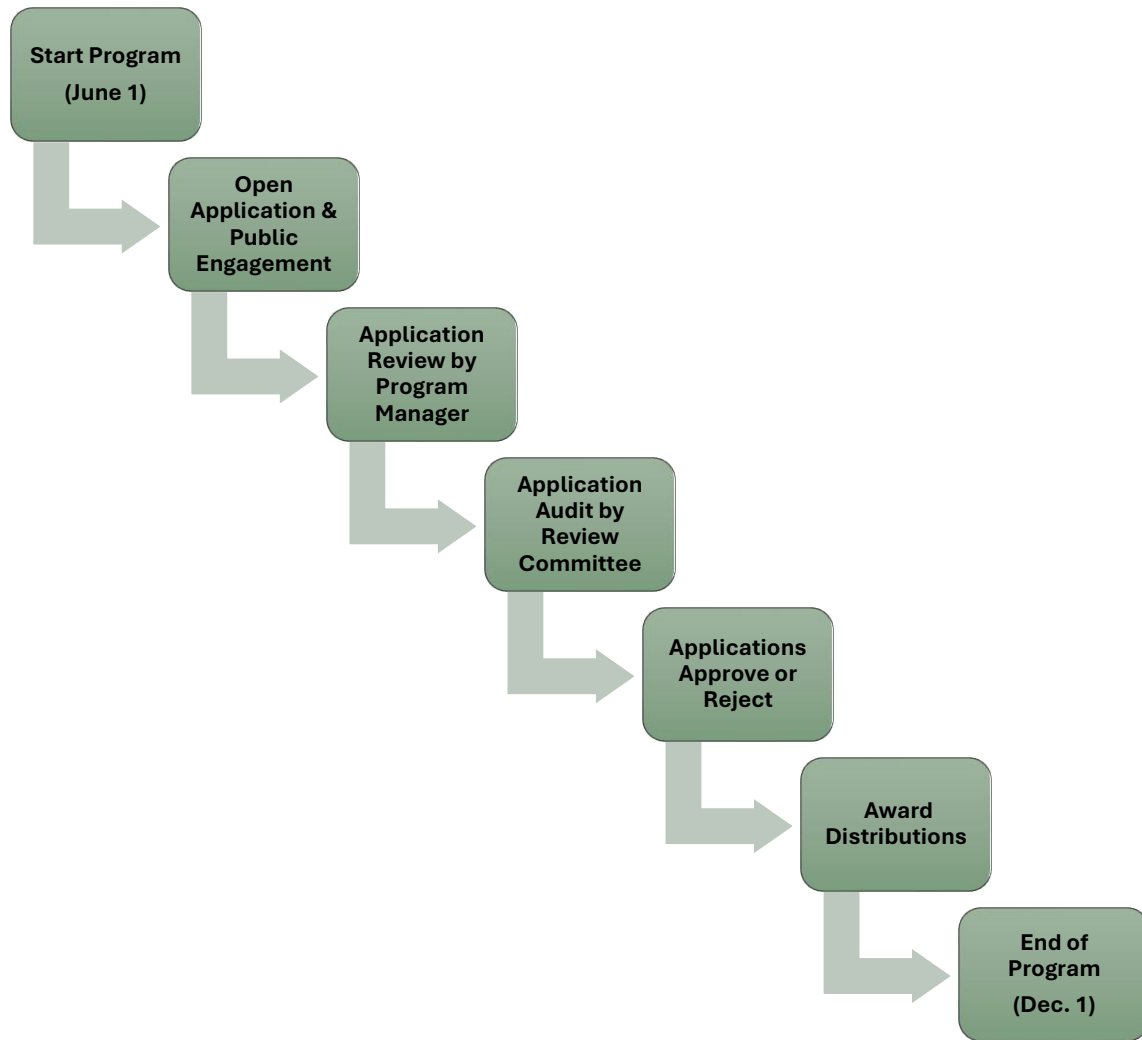 Start Program
(June 1)
Open
Application &
Public
Engagement
Application
Review by
Program
Manager
Application
Audit by
Review
Committee
Applications
Approve or
Reject
Award
Distributions
End of
Program
(Dec. 1)